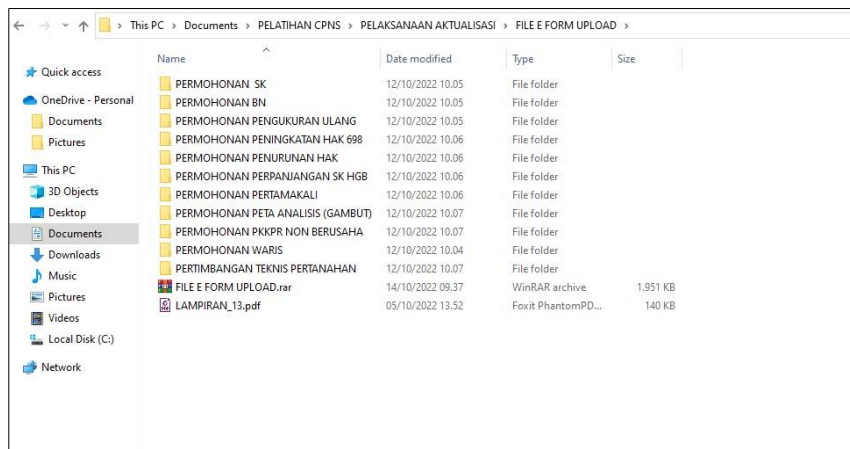 This PC > Documents > PELATIHAN CPNS > PELAKSANAAN AKTUALISASI > FILE E FORM UPLOAD >
Quick access
OneDrive - Personal
Documents
Pictures
This PC
3D Objects
Desktop
Documents
Downloads
Music
Pictures
Videos
Local Disk (C:)
Network
Name Date modified Type Size
PERMOHONAN SK 12/10/2022 10.05 File folder
PERMOHONAN BN 12/10/2022 10.05 File folder
PERMOHONAN PENGUKURAN ULANG 12/10/2022 10.05 File folder
PERMOHONAN PENINGKATAN HAK 698 12/10/2022 10.06 File folder
PERMOHONAN PENURUNAN HAK 12/10/2022 10.06 File folder
PERMOHONAN PERPANJANGAN SK HGB 12/10/2022 10.06 File folder
PERMOHONAN PERTAMAKALI 12/10/2022 10.06 File folder
PERMOHONAN PETA ANALISIS (GAMBUT) 12/10/2022 10.07 File folder
PERMOHONAN PKKPR NON BERUSAHA 12/10/2022 10.07 File folder
PERMOHONAN WARIS 12/10/2022 10.04 File folder
PERTIMBANGAN TEKNIS PERTANAHAN 12/10/2022 10.07 File folder
FILE E FORM UPLOAD.rar 14/10/2022 09.37 WinRAR archive 1.951 KB
LAMPIRAN_13.pdf 05/10/2022 13.52 Foxit PhantomPD... 140 KB